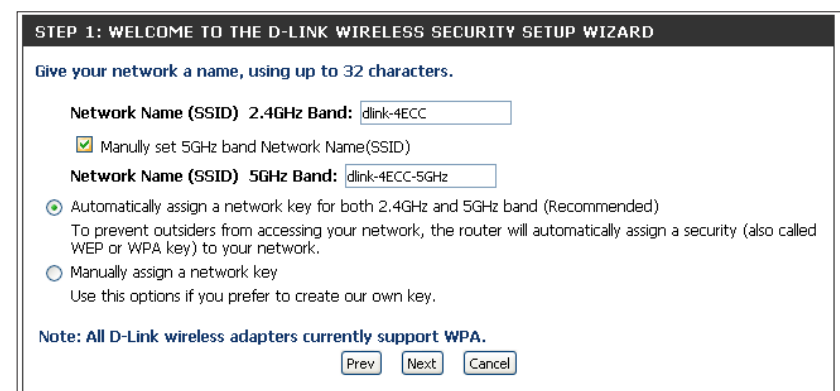 STEP 1: WELCOME TO THE D-LINK WIRELESS SECURITY SETUP WIZARD
Give your network a name, using up to 32 characters.
Network Name (SSID) 2.4GHz Band: dlink-4ECC
Manully set 5GHz band Network Name(SSID)
Network Name (SSID) 5GHz Band: dlink-4ECC-5GHz
Automatically assign a network key for both 2.4GHz and 5GHz band (Recommended)
To prevent outsiders from accessing your network, the router will automatically assign a security (also called
WEP or WPA key) to your network.
Manually assign a network key
Use this options if you prefer to create our own key.
Note: All D-Link wireless adapters currently support WPA.
Prev Next Cancel